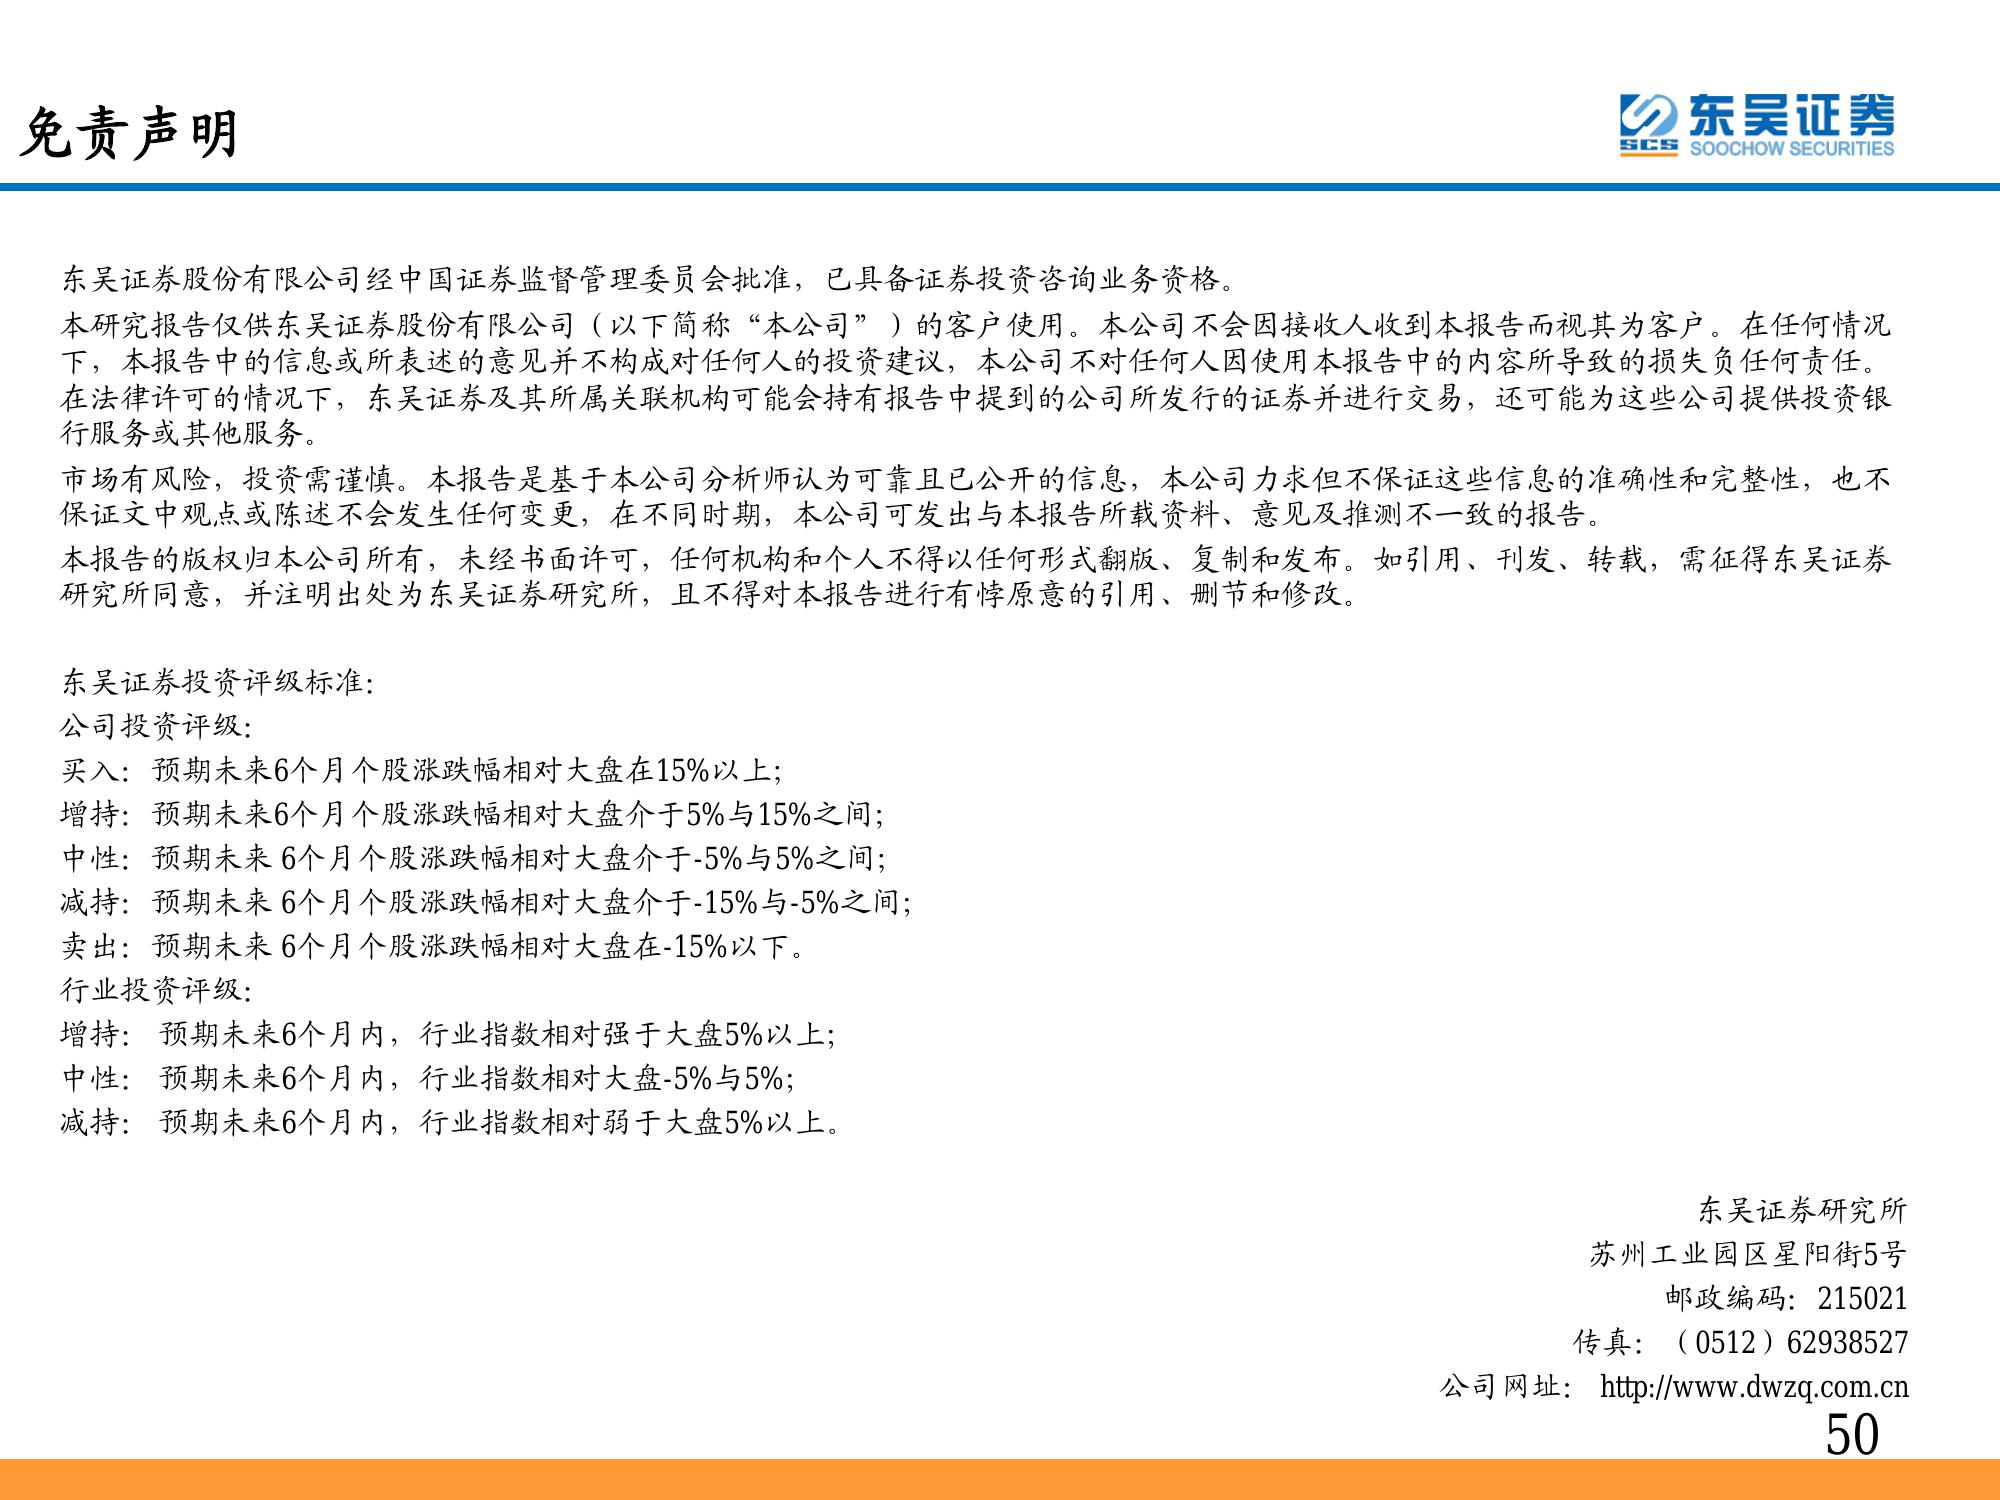 免责声明
东吴证券
SCS
SOOCHOW SECURITIES
东吴证券股份有限公司经中国证券监督管理委员会批准，已具备证券投资咨询业务资格。
本研究报告仅供东吴证券股份有限公司（以下简称“本公司”）的客户使用。本公司不会因接收人收到本报告而视其为客户。在任何情况
下，本报告中的信息或所表述的意见并不构成对任何人的投资建议，本公司不对任何人因使用本报告中的内容所导致的损失负任何责任。
在法律许可的情况下，东吴证券及其所属关联机构可能会持有报告中提到的公司所发行的证券并进行交易，还可能为这些公司提供投资银
行服务或其他服务。
市场有风险，投资需谨慎。本报告是基于本公司分析师认为可靠且已公开的信息，本公司力求但不保证这些信息的准确性和完整性，也不
保证文中观点或陈述不会发生任何变更，在不同时期，本公司可发出与本报告所载资料、意见及推测不一致的报告。
本报告的版权归本公司所有，未经书面许可，任何机构和个人不得以任何形式翻版、复制和发布。如引用、刊发、转载，需征得东吴证券
研究所同意，并注明出处为东吴证券研究所，且不得对本报告进行有悖原意的引用、删节和修改。
东吴证券投资评级标准：
公司投资评级：
买入：预期未来6个月个股涨跌幅相对大盘在15%以上；
增持：预期未来6个月个股涨跌幅相对大盘介于5%与15%之间；
中性：预期未来 6个月个股涨跌幅相对大盘介于-5%与5%之间；
减持：预期未来 6个月个股涨跌幅相对大盘介于-15%与-5%之间；
卖出：预期未来 6个月个股涨跌幅相对大盘在-15%以下。
行业投资评级：
增持： 预期未来6个月内，行业指数相对强于大盘5%以上；
中性： 预期未来6个月内，行业指数相对大盘-5%与5%；
减持： 预期未来6个月内，行业指数相对弱于大盘5%以上。
东吴证券研究所
苏州工业园区星阳街5号
邮政编码：215021
传真：（0512）62938527
公司网址： http://www.dwzq.com.cn
50